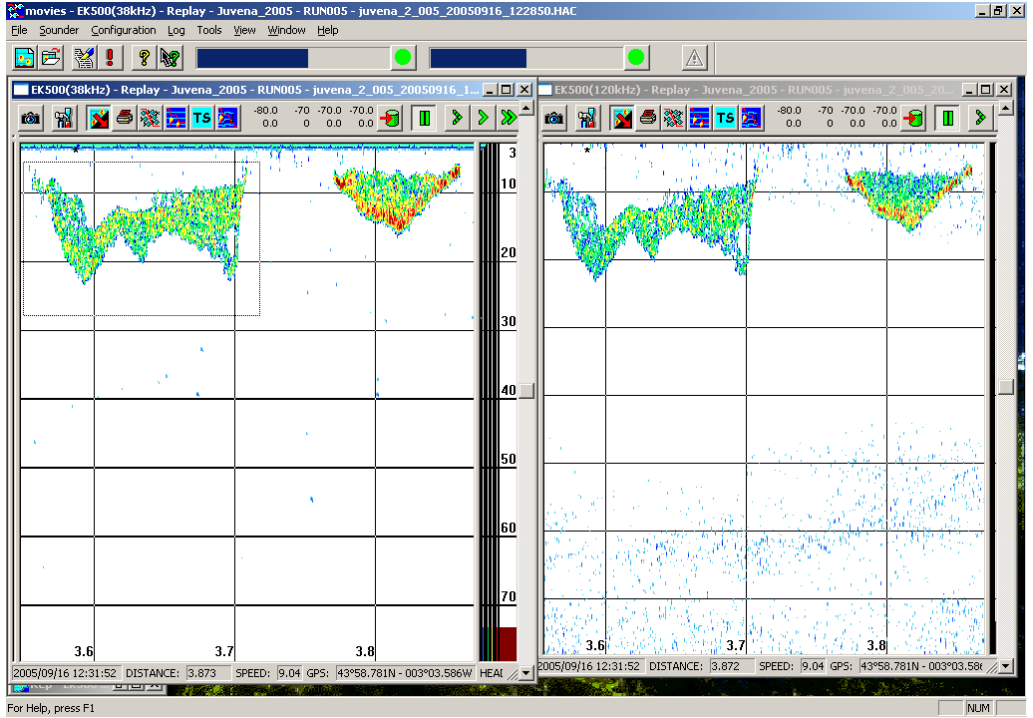 movies - EK500(38kHz) - Replay - Juvena_2005 - RUN005 - juvena_2_005_20050916_122850.HAC
File Sounder Configuration Log Tools View Window Help
EK500(38kHz) - Replay - Juvena_2005 - RUN005 - juvena_2_005_20050916_1...
TS -80.0 -70 -70.0 -70.0
0.0 0 0.0 0.0
*
3
10
20
30
40
50
60
70
3.6 3.7 3.8
2005/09/16 12:31:52 DISTANCE: 3.873 SPEED: 9.04 GPS: 43°58.781N - 003°03.586W HEAI
EK500(120kHz) - Replay - Juvena_2005 - RUN005 - juvena_2_005_20...
TS -80.0 -70 -70.0 -70.0
0.0 0 0.0 0.0
*
3.6 3.7 3.8
2005/09/16 12:31:52 DISTANCE: 3.872 SPEED: 9.04 GPS: 43°58.781N - 003°03.58
For Help, press F1
NUM